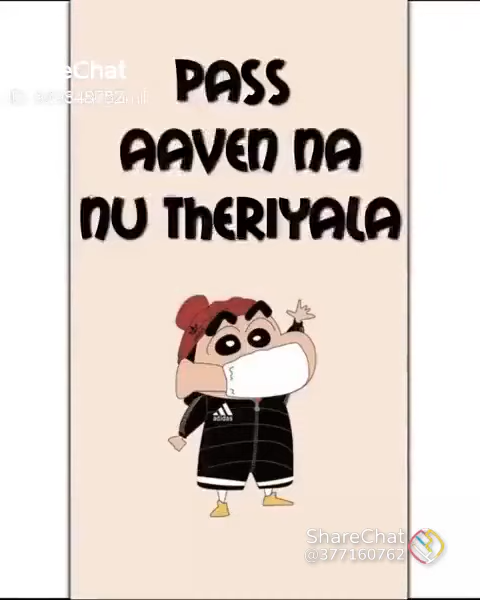 PASS
AAVEN NA
NU THERIYALA
adidas
ShareChat
@377160762